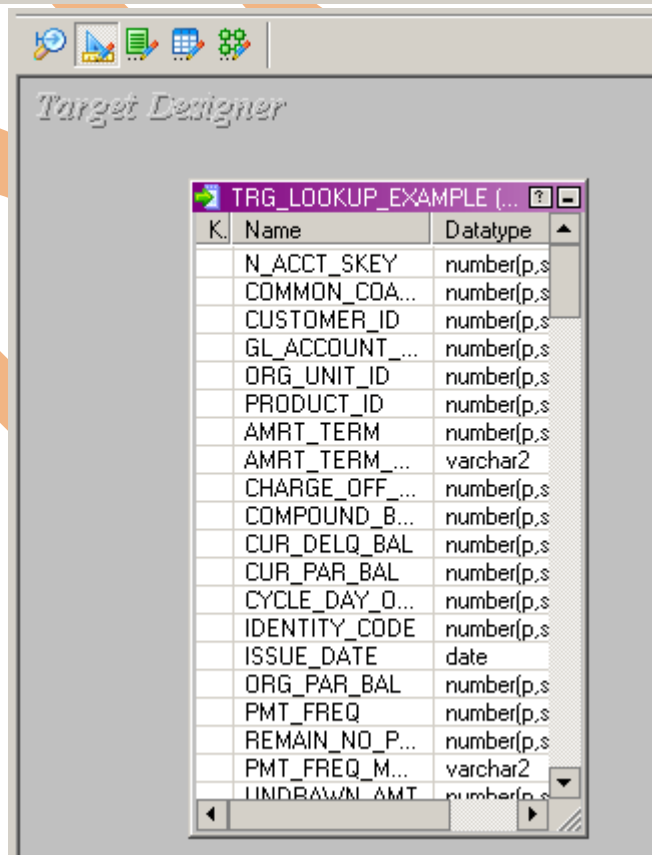 Target Designer
TRG_LOOKUP_EXAMPLE (...
K. Name Datatype
N_ACCT_SKEY number(p,s
COMMON_COA... number(p,s
CUSTOMER_ID number(p,s
GL_ACCOUNT_... number(p,s
ORG_UNIT_ID number(p,s
PRODUCT_ID number(p,s
AMRT_TERM number(p,s
AMRT_TERM_... varchar2
CHARGE_OFF_... number(p,s
COMPOUND_B... number(p,s
CUR_DELQ_BAL number(p,s
CUR_PAR_BAL number(p,s
CYCLE_DAY_O... number(p,s
IDENTITY_CODE number(p,s
ISSUE_DATE date
ORG_PAR_BAL number(p,s
PMT_FREQ number(p,s
REMAIN_NO_P... number(p,s
PMT_FREQ_M... varchar2
UNDRAWN_AMT number(p,s